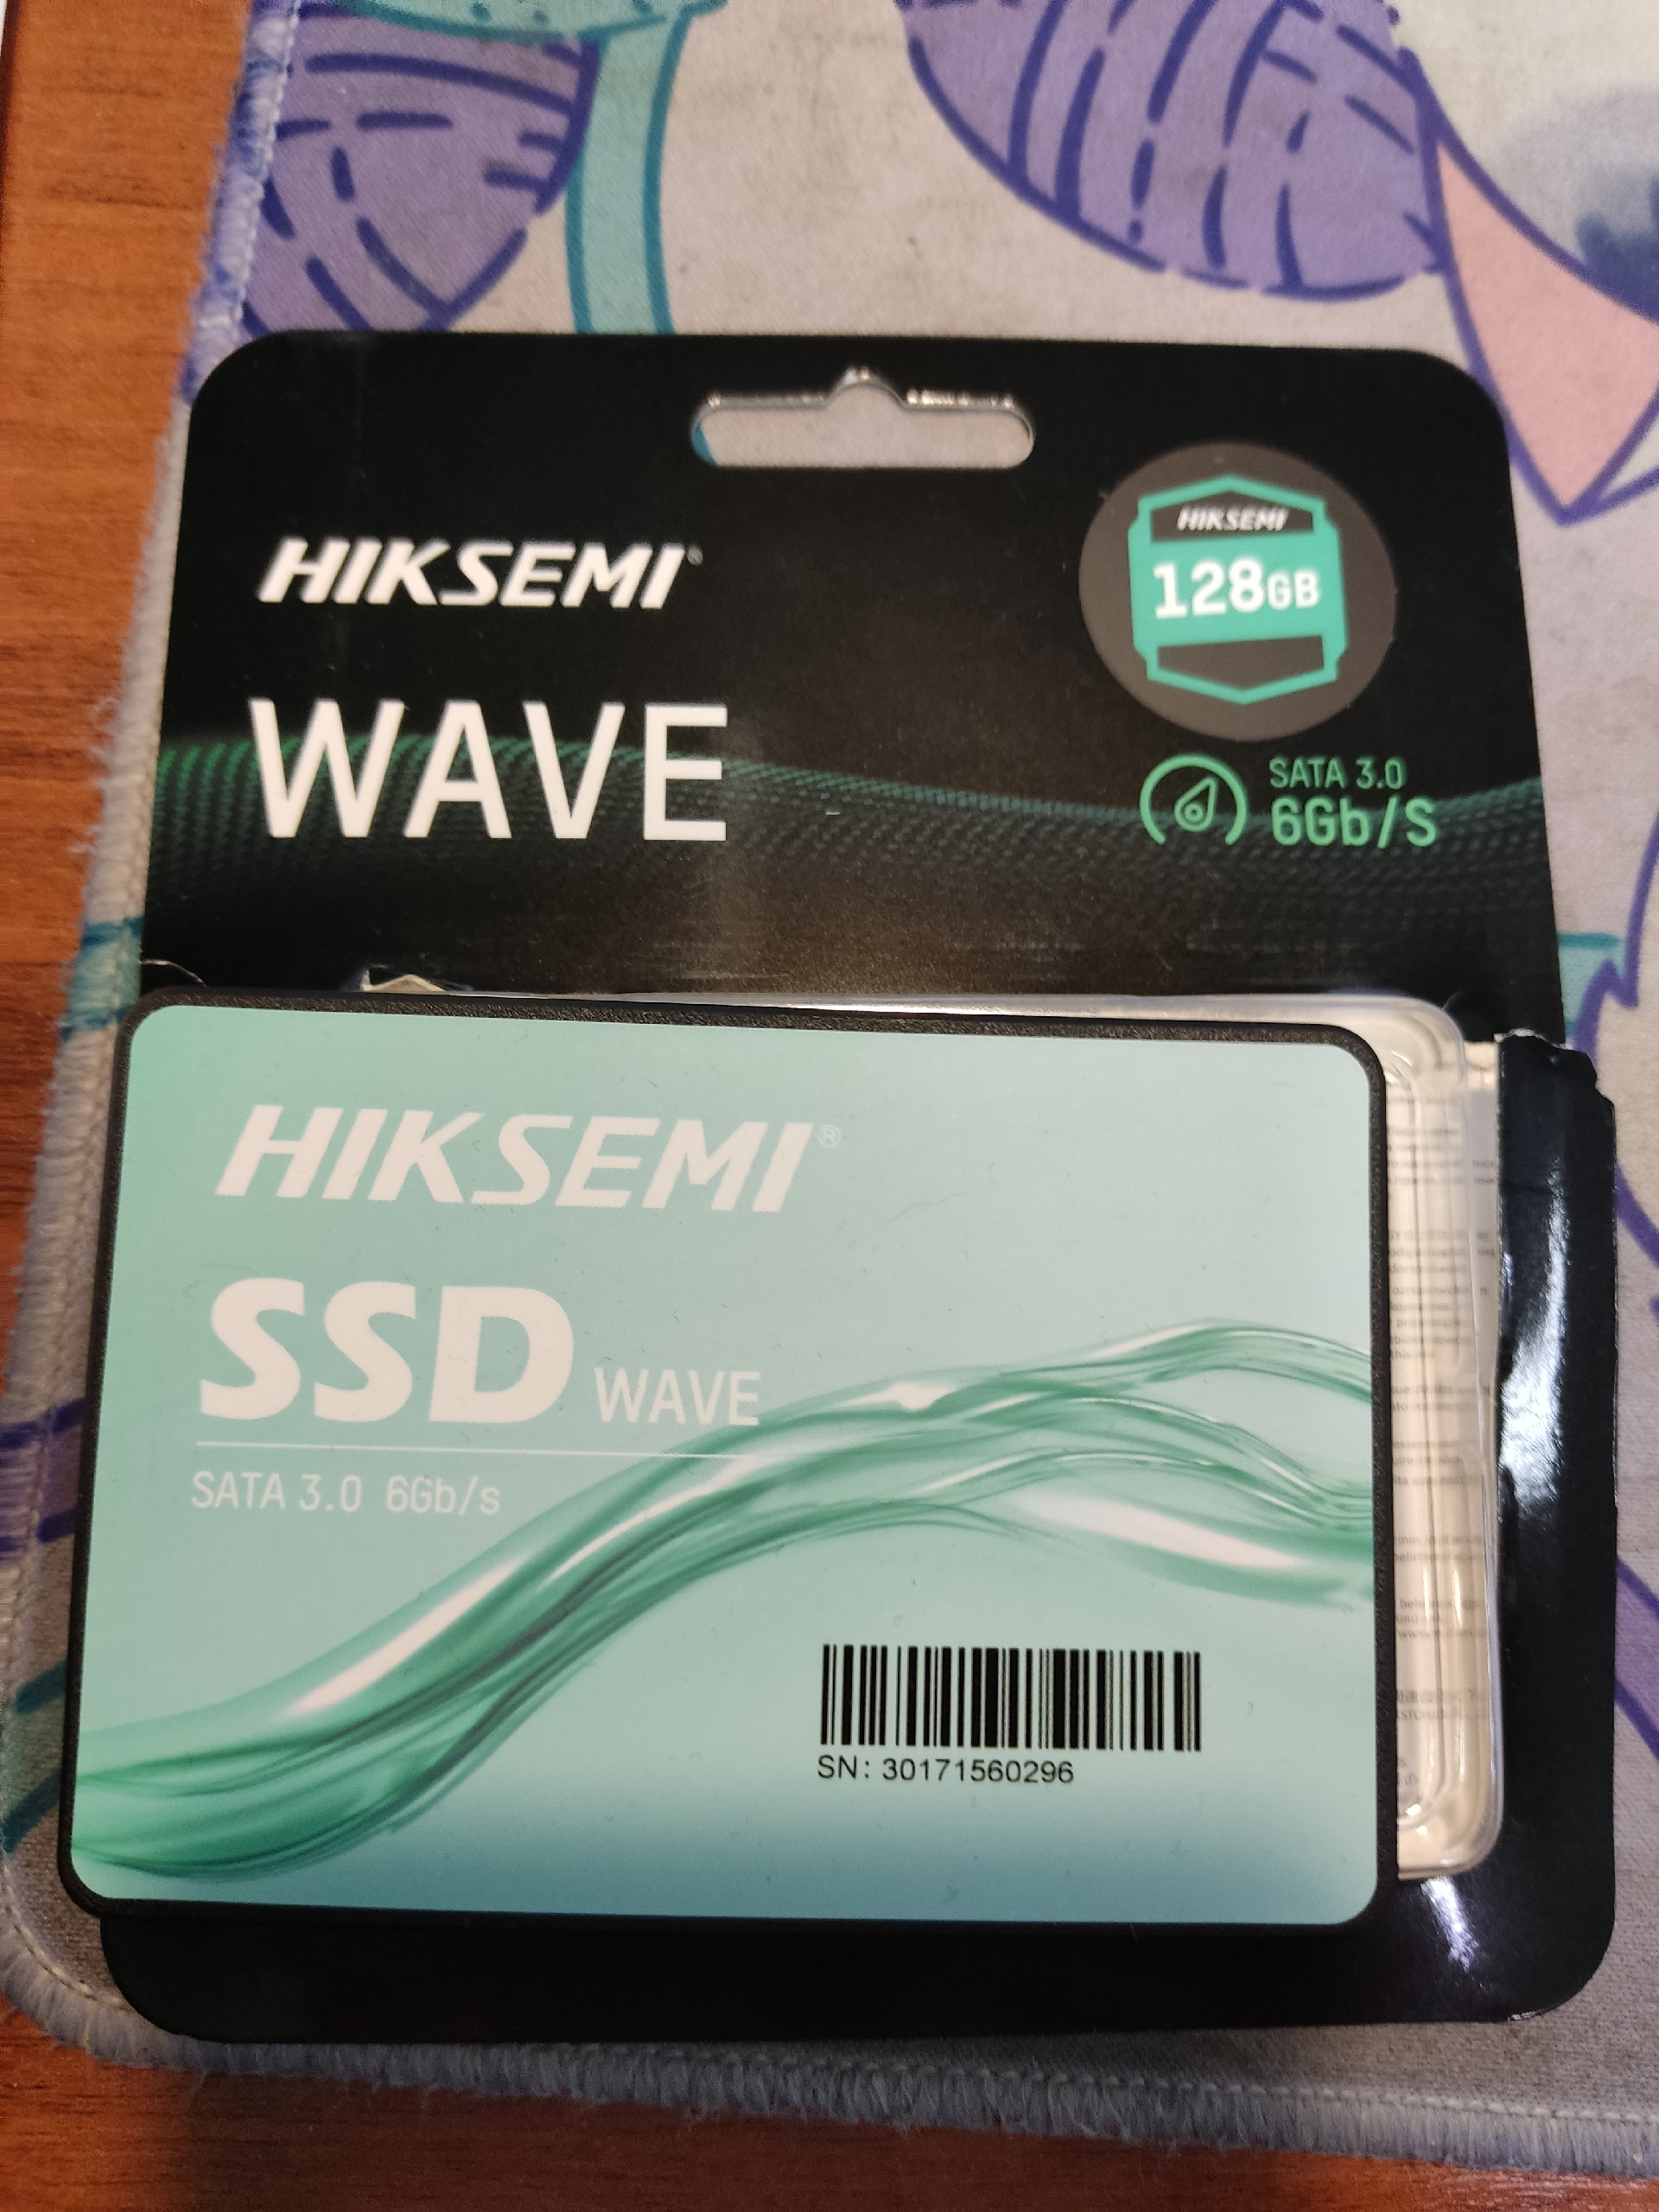 HIKSEMI®
HIKSEMI
128GB
WAVE
SATA 3.0
6Gb/S
HIKSEMI®
SSD WAVE
SATA 3.0 6Gb/s
SN: 30171560296